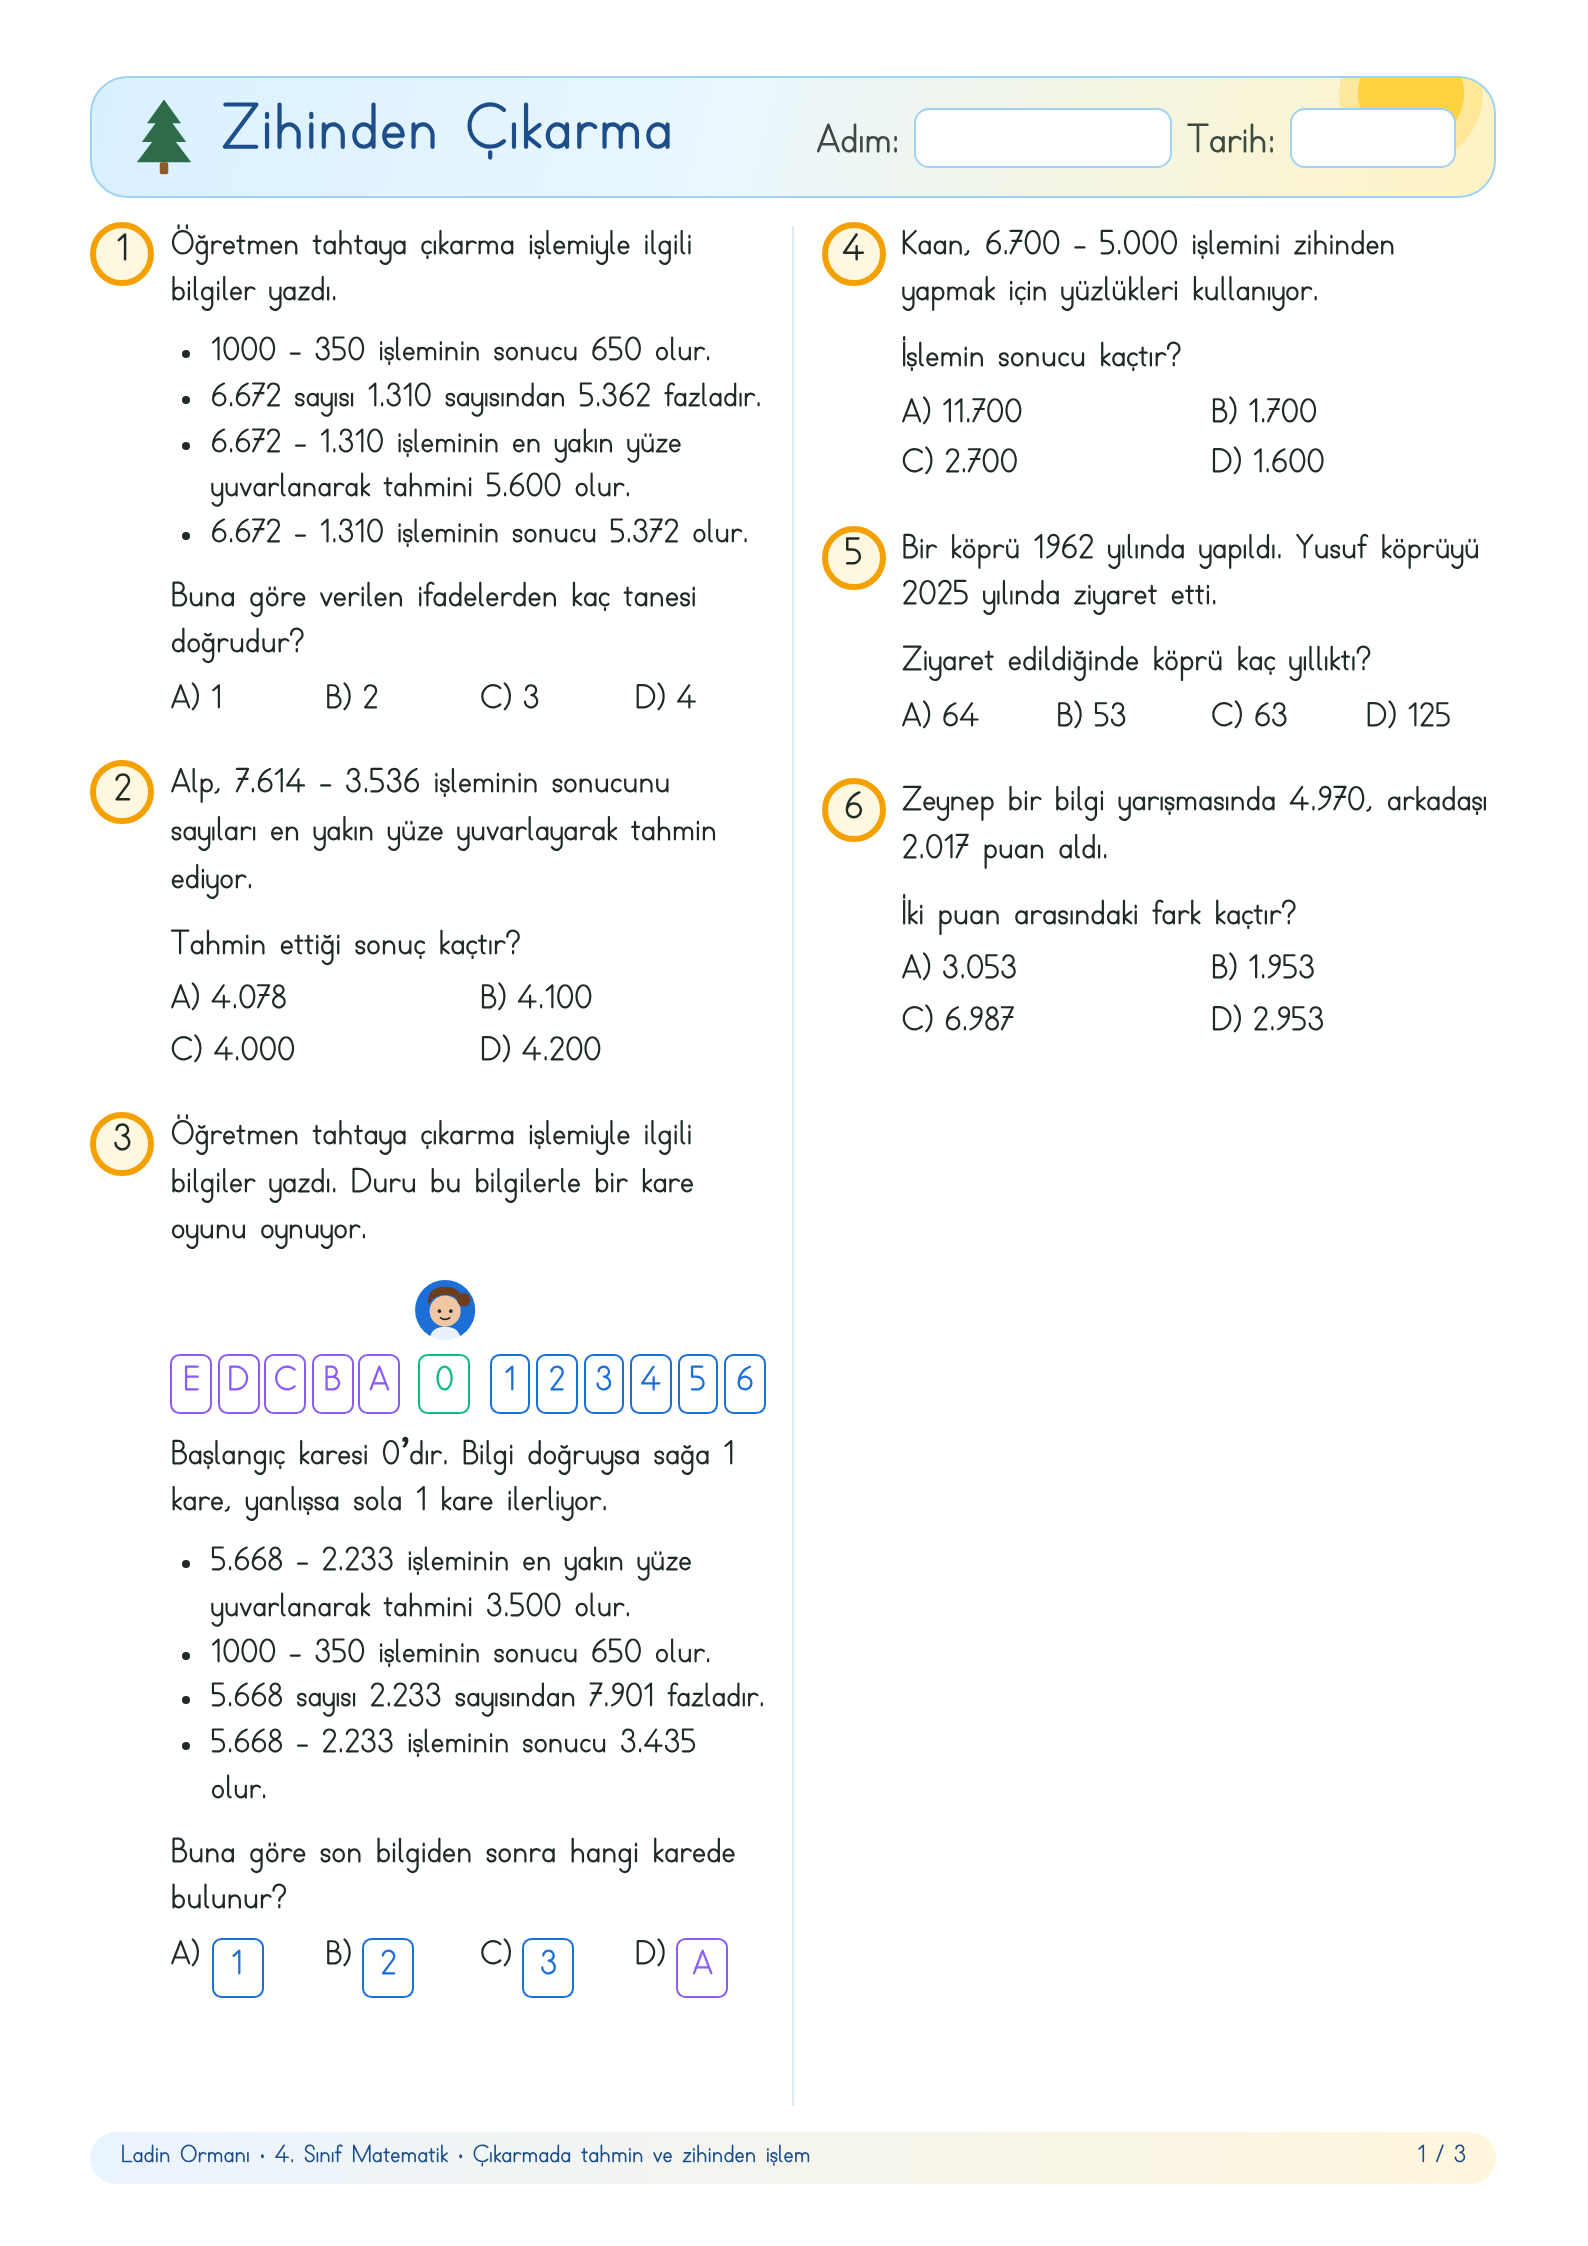 Zihinden Çıkarma
Adım:
Tarih:
1
Öğretmen tahtaya çıkarma işlemiyle ilgili
bilgiler yazdı.
• 1000 - 350 işleminin sonucu 650 olur.
• 6.672 sayısı 1.310 sayısından 5.362 fazladır.
• 6.672 - 1.310 işleminin en yakın yüze
yuvarlanarak tahmini 5.600 olur.
• 6.672 - 1.310 işleminin sonucu 5.372 olur.
Buna göre verilen ifadelerden kaç tanesi
doğrudur?
A) 1 B) 2 C) 3 D) 4
2
Alp, 7.614 - 3.536 işleminin sonucunu
sayıları en yakın yüze yuvarlayarak tahmin
ediyor.
Tahmin ettiği sonuç kaçtır?
A) 4.078 B) 4.100
C) 4.000 D) 4.200
3
Öğretmen tahtaya çıkarma işlemiyle ilgili
bilgiler yazdı. Duru bu bilgilerle bir kare
oyunu oynuyor.
E D C B A 0 1 2 3 4 5 6
Başlangıç karesi 0’dır. Bilgi doğruysa sağa 1
kare, yanlışsa sola 1 kare ilerliyor.
• 5.668 - 2.233 işleminin en yakın yüze
yuvarlanarak tahmini 3.500 olur.
• 1000 - 350 işleminin sonucu 650 olur.
• 5.668 sayısı 2.233 sayısından 7.901 fazladır.
• 5.668 - 2.233 işleminin sonucu 3.435
olur.
Buna göre son bilgiden sonra hangi karede
bulunur?
A) 1 B) 2 C) 3 D) A
4
Kaan, 6.700 - 5.000 işlemini zihinden
yapmak için yüzlükleri kullanıyor.
İşlemin sonucu kaçtır?
A) 11.700 B) 1.700
C) 2.700 D) 1.600
5
Bir köprü 1962 yılında yapıldı. Yusuf köprüyü
2025 yılında ziyaret etti.
Ziyaret edildiğinde köprü kaç yıllıktı?
A) 64 B) 53 C) 63 D) 125
6
Zeynep bir bilgi yarışmasında 4.970, arkadaşı
2.017 puan aldı.
İki puan arasındaki fark kaçtır?
A) 3.053 B) 1.953
C) 6.987 D) 2.953
Ladin Ormanı • 4. Sınıf Matematik • Çıkarmada tahmin ve zihinden işlem
1 / 3